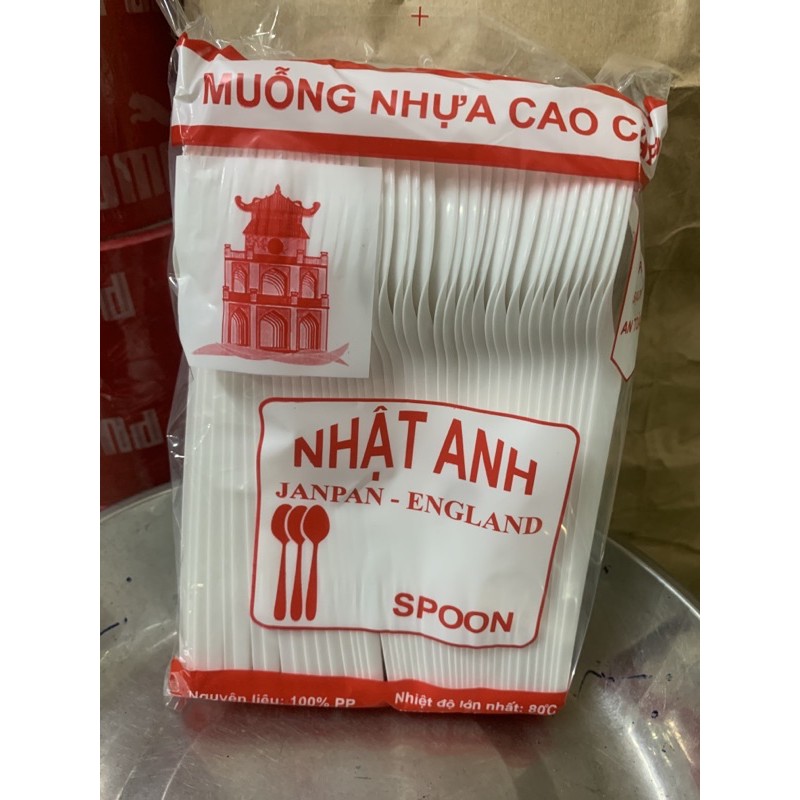 MUỖNG NHỰA CAO
NHẬT ANH
JANPAN - ENGLAND
SPOON
Nguyên liệu: 100% PP
Nhiệt độ lớn nhất: 80°C